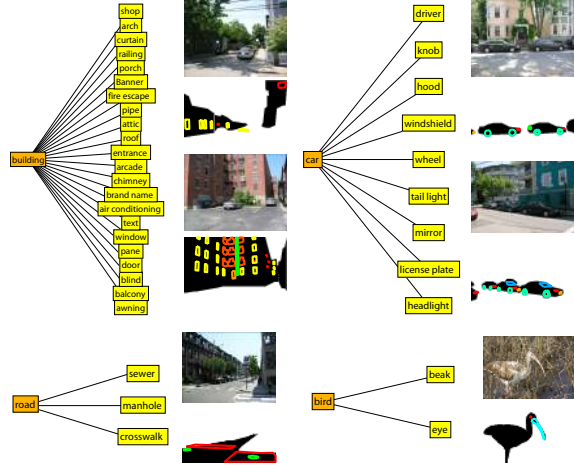 shop
arch
curtain
railing
porch
Banner
fire escape
pipe
attic
roof
building
entrance
arcade
chimney
brand name
air conditioning
text
window
pane
door
blind
balcony
awning
driver
knob
hood
windshield
car
wheel
tail light
mirror
license plate
headlight
sewer
road
manhole
crosswalk
beak
bird
eye